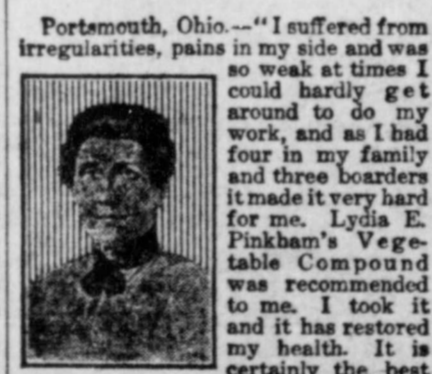 Portsmouth, Ohio.—"I suffered from
irregularities, pains in my side and was
so weak at times I
could hardly get
around to do my
work, and as I had
four in my family
and three boarders
it made it very hard
for me. Lydia E.
Pinkham's Vege-
table Compound
was recommended
to me. I took it
and it has restored
my health. It is
certainly the best